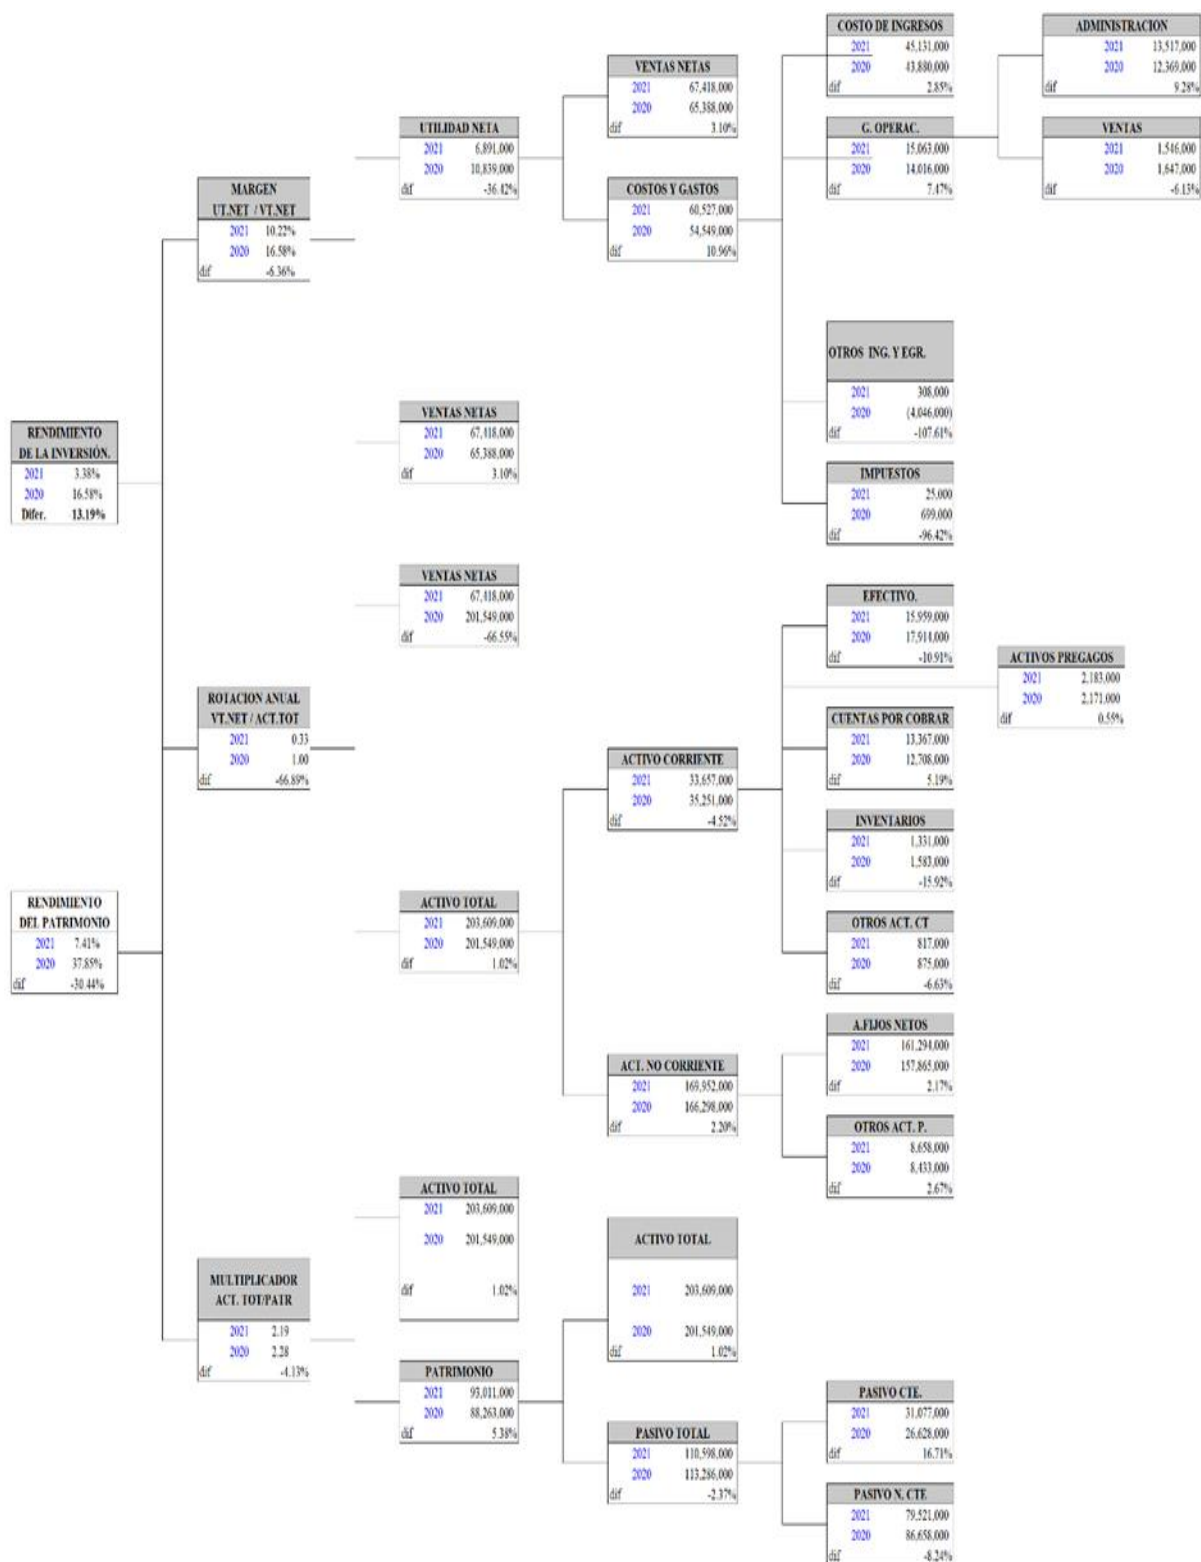 COSTO DE INGRESOS
2021 45,131,000
2020 43,880,000
dif 2.85%
ADMINISTRACION
2021 13,517,000
2020 12,369,000
dif 9.28%
VENTAS NETAS
2021 67,418,000
2020 65,388,000
dif 3.10%
UTILIDAD NETA
2021 6,891,000
2020 10,839,000
dif -36.42%
G. OPERAC.
2021 15,063,000
2020 14,016,000
dif 7.47%
VENTAS
2021 1,546,000
2020 1,647,000
dif -6.13%
MARGEN
UT.NET / VT.NET
2021 10.22%
2020 16.58%
dif -6.36%
COSTOS Y GASTOS
2021 60,527,000
2020 54,549,000
dif 10.96%
OTROS ING. Y EGR.
2021 308,000
2020 (4,046,000)
dif -107.61%
VENTAS NETAS
2021 67,418,000
2020 65,388,000
dif 3.10%
RENDIMIENTO
DE LA INVERSIÓN.
2021 3.38%
2020 16.58%
Difer. -13.19%
IMPUESTOS
2021 25,000
2020 699,000
dif -96.42%
VENTAS NETAS
2021 67,418,000
2020 201,549,000
dif -66.55%
EFECTIVO.
2021 15,959,000
2020 17,914,000
dif -10.91%
ACTIVOS PREGAGOS
2021 2,183,000
2020 2,171,000
dif 0.55%
ROTACION ANUAL
VT.NET / ACT.TOT
2021 0.33
2020 1.00
dif -66.89%
CUENTAS POR COBRAR
2021 13,367,000
2020 12,708,000
dif 5.19%
ACTIVO CORRIENTE
2021 33,657,000
2020 35,251,000
dif -4.52%
INVENTARIOS
2021 1,331,000
2020 1,583,000
dif -15.92%
RENDIMIENTO
DEL PATRIMONIO
2021 7.41%
2020 37.85%
dif -30.44%
ACTIVO TOTAL
2021 203,609,000
2020 201,549,000
dif 1.02%
OTROS ACT. CT
2021 817,000
2020 875,000
dif -6.63%
A.FIJOS NETOS
2021 161,294,000
2020 157,865,000
dif 2.17%
ACT. NO CORRIENTE
2021 169,952,000
2020 166,298,000
dif 2.20%
OTROS ACT. P.
2021 8,658,000
2020 8,433,000
dif 2.67%
ACTIVO TOTAL
2021 203,609,000
2020 201,549,000
dif 1.02%
ACTIVO TOTAL
2021 203,609,000
2020 201,549,000
dif 1.02%
MULTIPLICADOR
ACT. TOT/PATR
2021 2.19
2020 2.28
dif -4.13%
PATRIMONIO
2021 93,011,000
2020 88,263,000
dif 5.38%
PASIVO CTE.
2021 31,077,000
2020 26,628,000
dif 16.71%
PASIVO TOTAL
2021 110,598,000
2020 113,286,000
dif -2.37%
PASIVO N. CTE
2021 79,521,000
2020 86,658,000
dif -8.24%